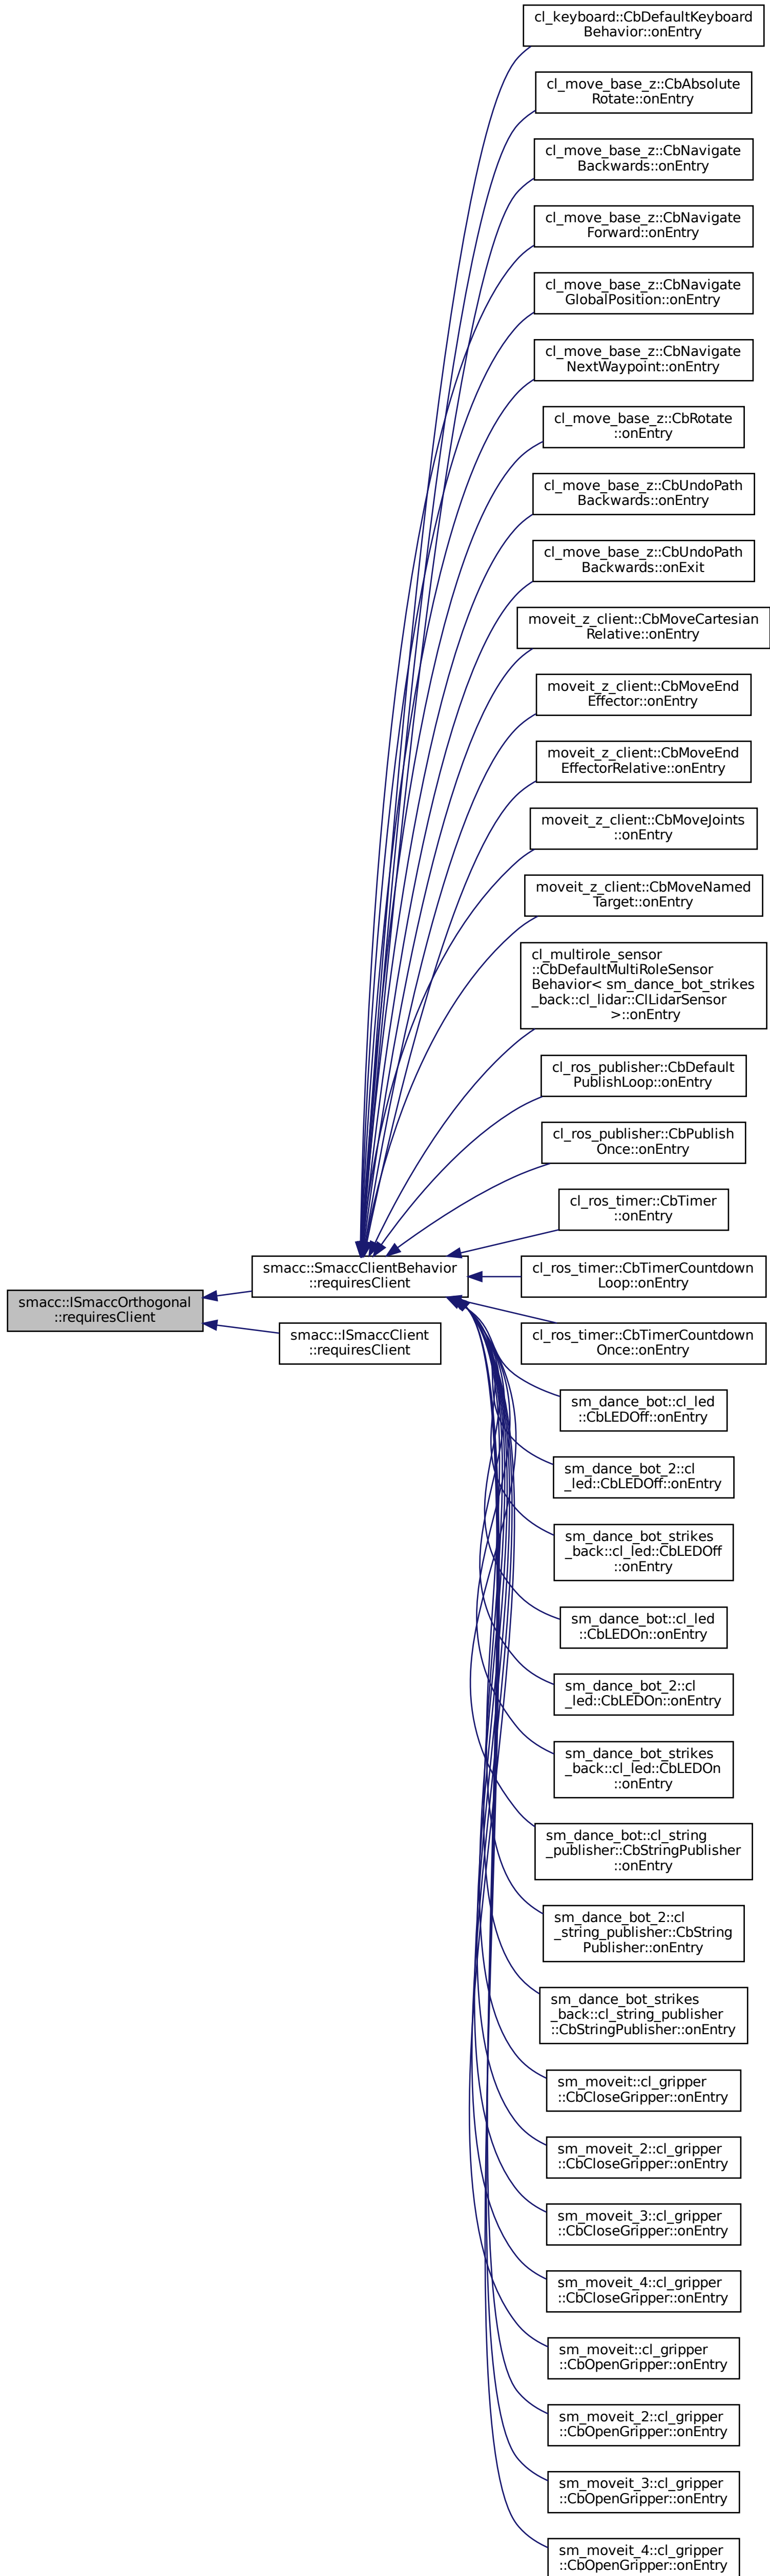 cl_keyboard::CbDefaultKeyboard
Behavior::onEntry
cl_move_base_z::CbAbsolute
Rotate::onEntry
cl_move_base_z::CbNavigate
Backwards::onEntry
cl_move_base_z::CbNavigate
Forward::onEntry
cl_move_base_z::CbNavigate
GlobalPosition::onEntry
cl_move_base_z::CbNavigate
NextWaypoint::onEntry
cl_move_base_z::CbRotate
::onEntry
cl_move_base_z::CbUndoPath
Backwards::onEntry
cl_move_base_z::CbUndoPath
Backwards::onExit
moveit_z_client::CbMoveCartesian
Relative::onEntry
moveit_z_client::CbMoveEnd
Effector::onEntry
moveit_z_client::CbMoveEnd
EffectorRelative::onEntry
moveit_z_client::CbMoveJoints
::onEntry
moveit_z_client::CbMoveNamed
Target::onEntry
cl_multirole_sensor
::CbDefaultMultiRoleSensor
Behavior< sm_dance_bot_strikes
_back::cl_lidar::ClLidarSensor
>::onEntry
cl_ros_publisher::CbDefault
PublishLoop::onEntry
cl_ros_publisher::CbPublish
Once::onEntry
cl_ros_timer::CbTimer
::onEntry
smacc::SmaccClientBehavior
::requiresClient
cl_ros_timer::CbTimerCountdown
Loop::onEntry
smacc::ISmaccOrthogonal
::requiresClient
smacc::ISmaccClient
::requiresClient
cl_ros_timer::CbTimerCountdown
Once::onEntry
sm_dance_bot::cl_led
::CbLEDOff::onEntry
sm_dance_bot_2::cl
_led::CbLEDOff::onEntry
sm_dance_bot_strikes
_back::cl_led::CbLEDOff
::onEntry
sm_dance_bot::cl_led
::CbLEDOn::onEntry
sm_dance_bot_2::cl
_led::CbLEDOn::onEntry
sm_dance_bot_strikes
_back::cl_led::CbLEDOn
::onEntry
sm_dance_bot::cl_string
_publisher::CbStringPublisher
::onEntry
sm_dance_bot_2::cl
_string_publisher::CbString
Publisher::onEntry
sm_dance_bot_strikes
_back::cl_string_publisher
::CbStringPublisher::onEntry
sm_moveit::cl_gripper
::CbCloseGripper::onEntry
sm_moveit_2::cl_gripper
::CbCloseGripper::onEntry
sm_moveit_3::cl_gripper
::CbCloseGripper::onEntry
sm_moveit_4::cl_gripper
::CbCloseGripper::onEntry
sm_moveit::cl_gripper
::CbOpenGripper::onEntry
sm_moveit_2::cl_gripper
::CbOpenGripper::onEntry
sm_moveit_3::cl_gripper
::CbOpenGripper::onEntry
sm_moveit_4::cl_gripper
::CbOpenGripper::onEntry